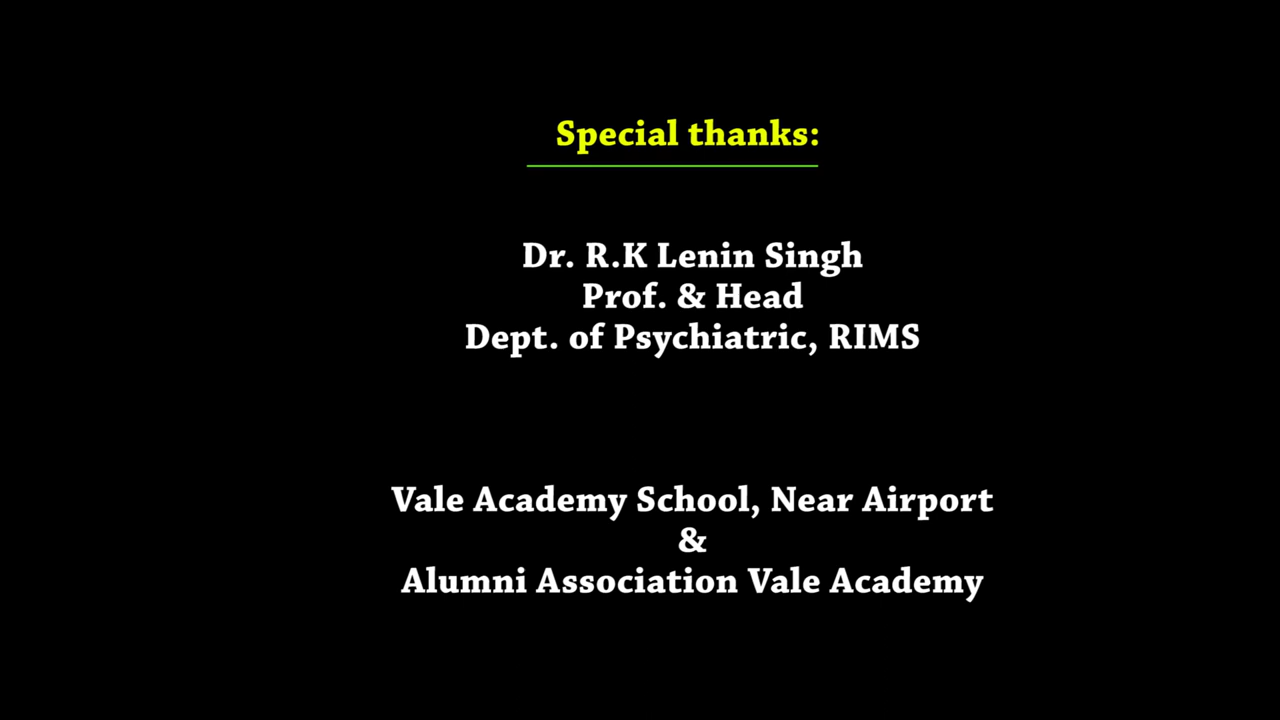 Special thanks:
Dr. R.K Lenin Singh
Prof. & Head
Dept. of Psychiatric, RIMS
Vale Academy School, Near Airport
&
Alumni Association Vale Academy